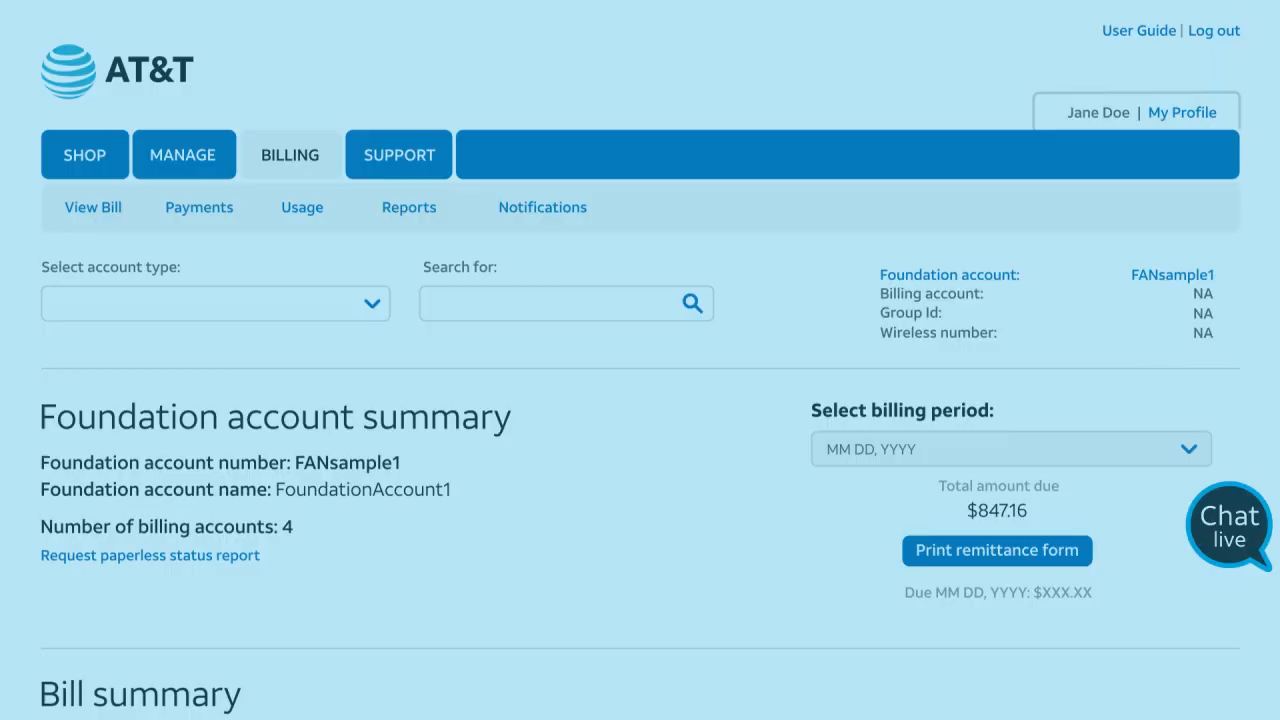 User Guide | Log out
AT&T
Jane Doe | My Profile
SHOP MANAGE BILLING SUPPORT
View Bill Payments Usage Reports Notifications
Select account type: Search for:
Foundation account: FANsample1
Billing account: NA
Group Id: NA
Wireless number: NA
Foundation account summary
Foundation account number: FANsample1
Foundation account name: FoundationAccount1
Number of billing accounts: 4
Request paperless status report
Select billing period:
MM DD, YYYY
Total amount due
$847.16
Print remittance form
Due MM DD, YYYY: $XXX.XX
Chat
live
Bill summary